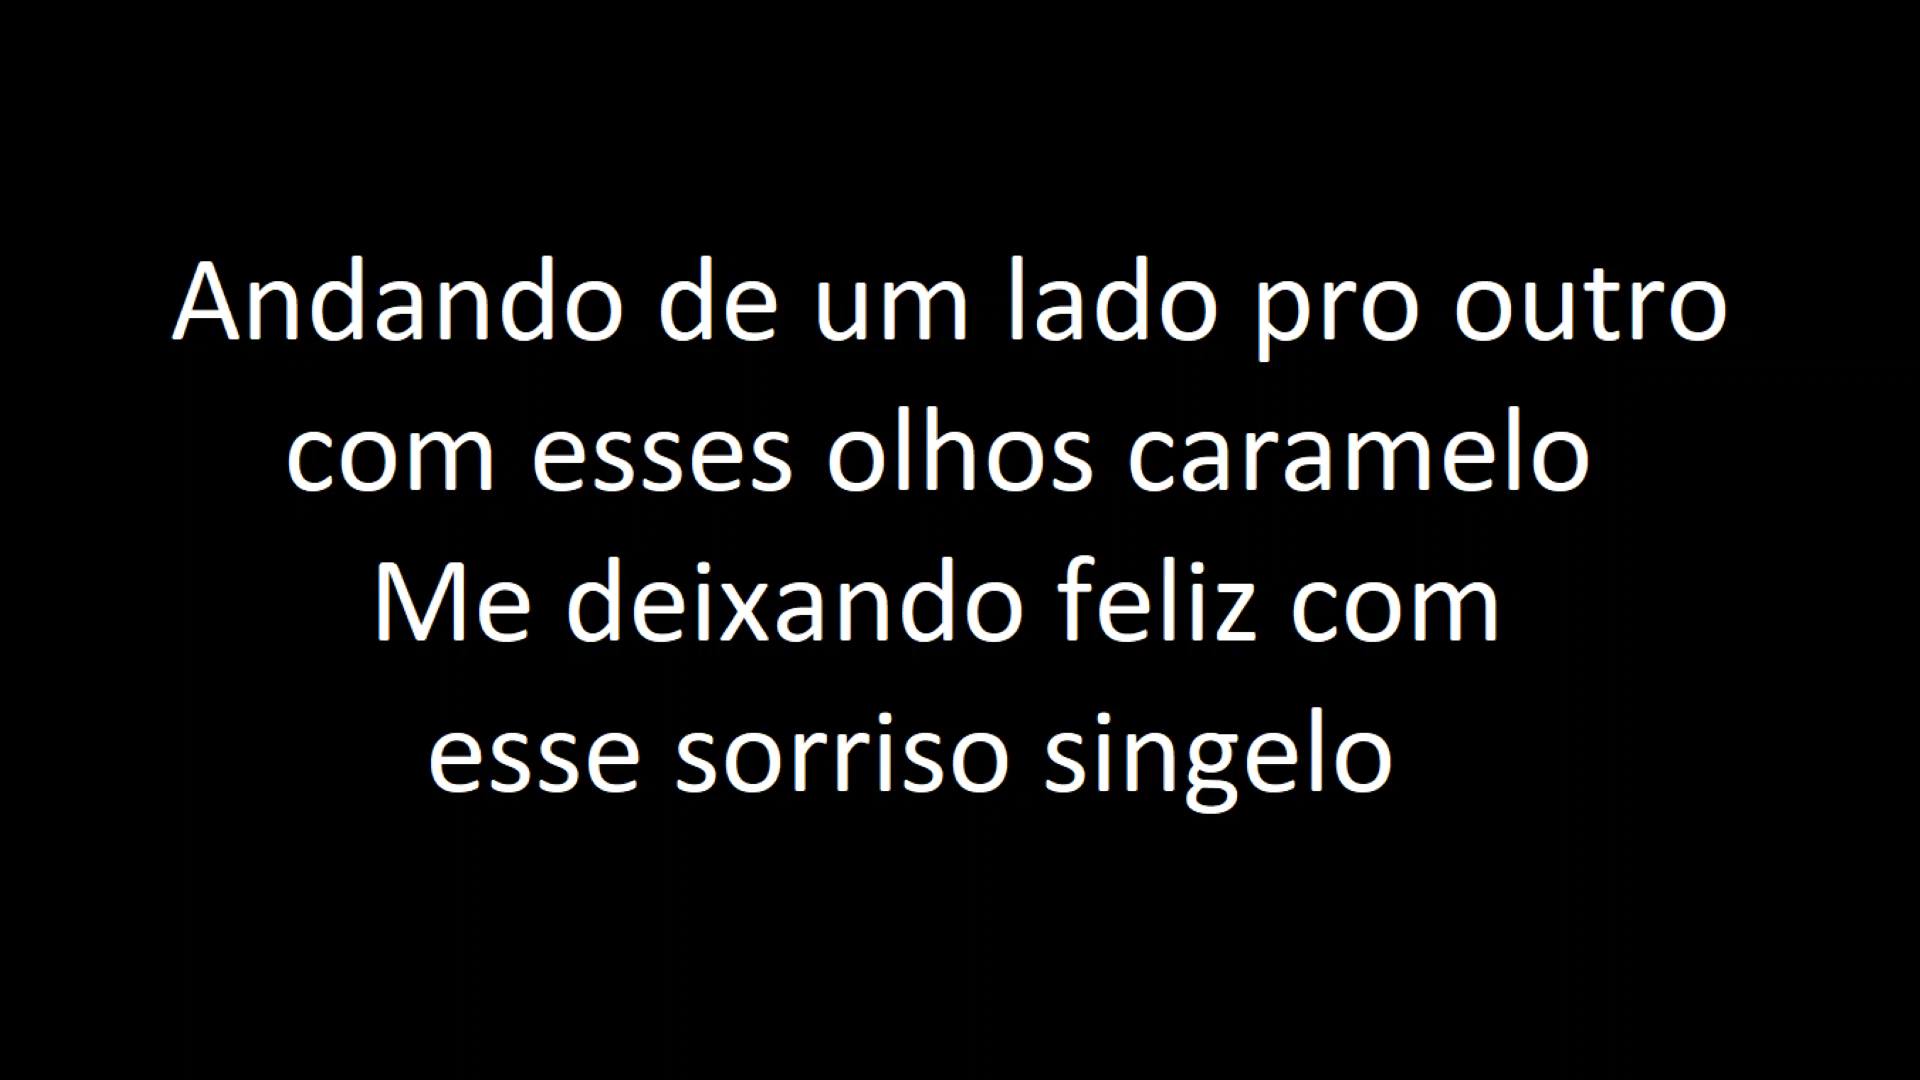 Andando de um lado pro outro
com esses olhos caramelo
Me deixando feliz com
esse sorriso singelo